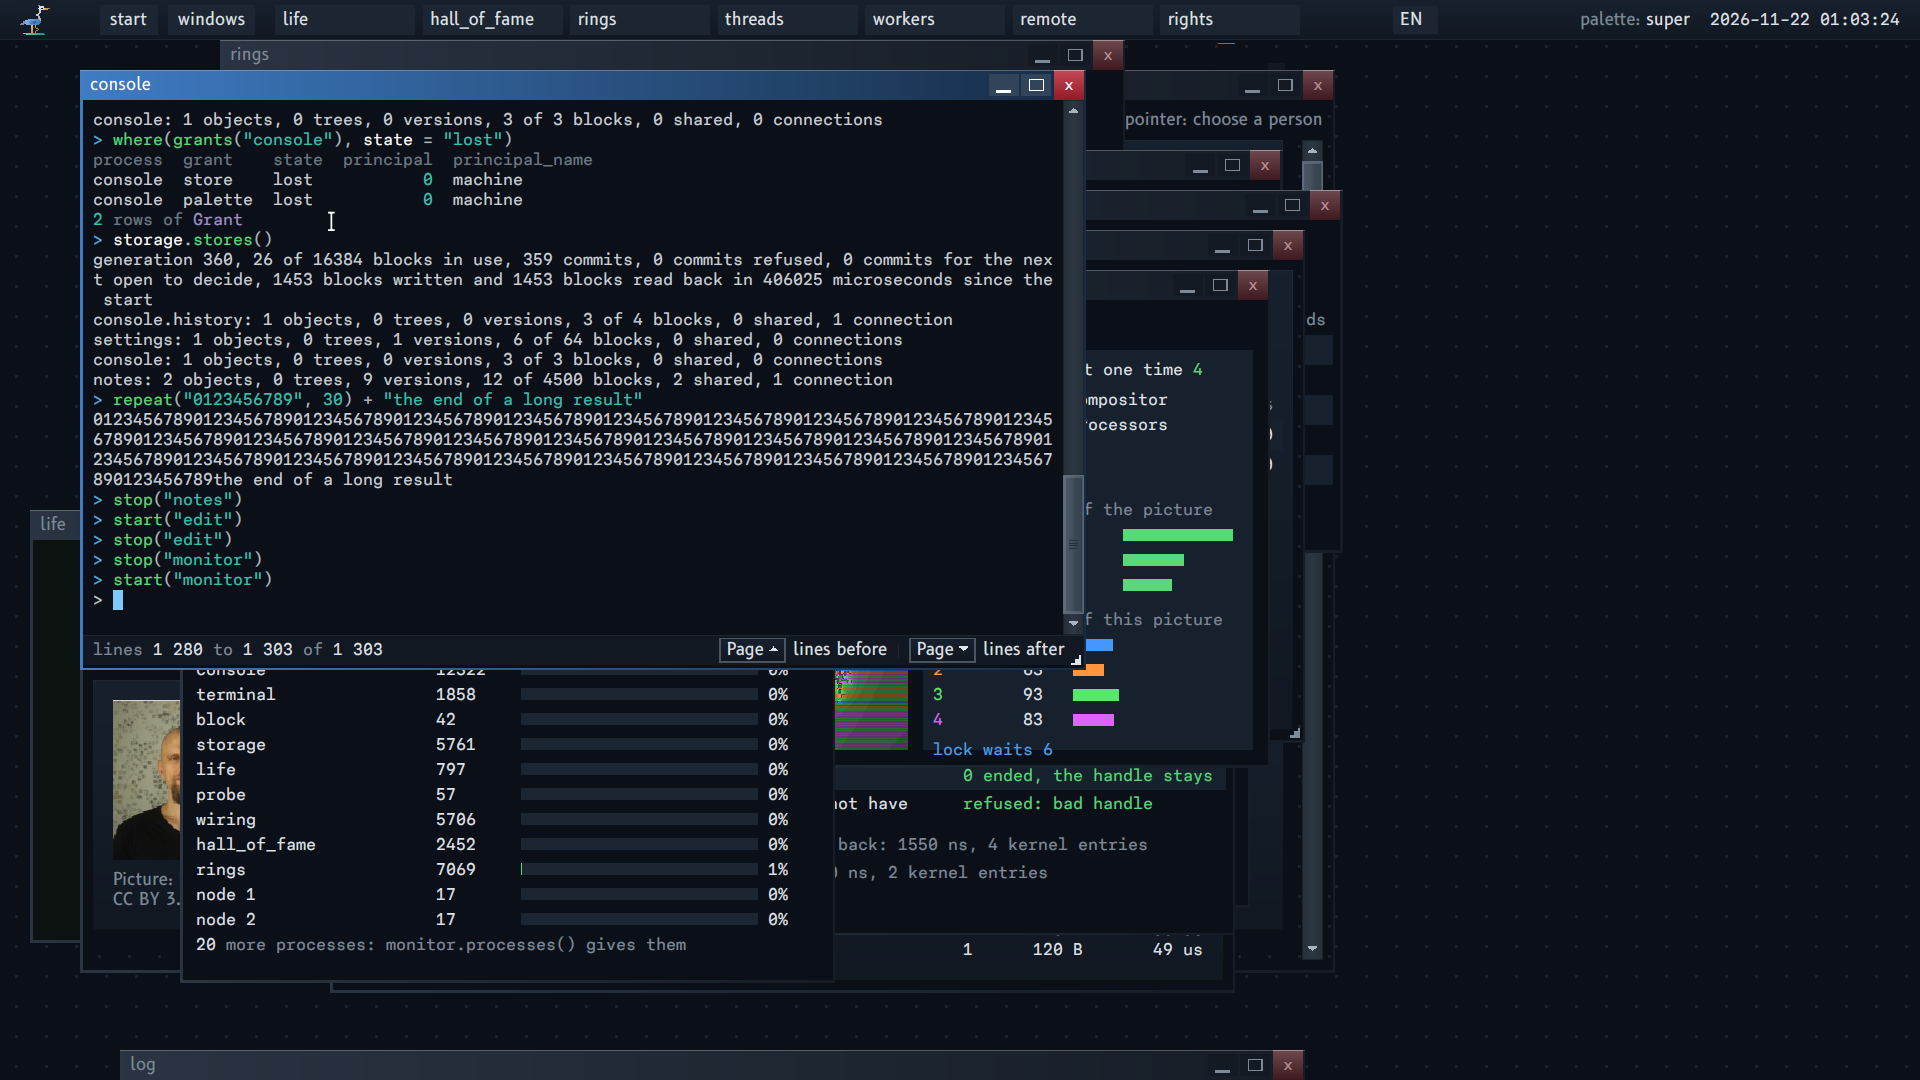 start windows life hall_of_fame rings threads workers remote rights EN palette: super 2026-11-22 01:03:24
rings
console
console: 1 objects, 0 trees, 0 versions, 3 of 3 blocks, 0 shared, 0 connections
> where(grants("console"), state = "lost")
process grant state principal principal_name
console store lost 0 machine
console palette lost 0 machine
2 rows of Grant
> storage.stores()
generation 360, 26 of 16384 blocks in use, 359 commits, 0 commits refused, 0 commits for the nex
t open to decide, 1453 blocks written and 1453 blocks read back in 406025 microseconds since the
start
console.history: 1 objects, 0 trees, 0 versions, 3 of 4 blocks, 0 shared, 1 connection
settings: 1 objects, 0 trees, 1 versions, 6 of 64 blocks, 0 shared, 0 connections
console: 1 objects, 0 trees, 0 versions, 3 of 3 blocks, 0 shared, 0 connections
notes: 2 objects, 0 trees, 9 versions, 12 of 4500 blocks, 2 shared, 1 connection
> repeat("0123456789", 30) + "the end of a long result"
012345678901234567890123456789012345678901234567890123456789012345678901234567890123456789012345
678901234567890123456789012345678901234567890123456789012345678901234567890123456789012345678901
234567890123456789012345678901234567890123456789012345678901234567890123456789012345678901234567
890123456789the end of a long result
> stop("notes")
> start("edit")
> stop("edit")
> stop("monitor")
> start("monitor")
>
lines 1 280 to 1 303 of 1 303 Page lines before Page lines after
pointer: choose a person
ds
t one time 4
ompositor
rocessors
f the picture
f this picture
life
console 12322 0%
terminal 1858 0%
block 42 0%
storage 5761 0%
life 797 0%
probe 57 0%
wiring 5706 0%
hall_of_fame 2452 0%
rings 7069 1%
node 1 17 0%
node 2 17 0%
20 more processes: monitor.processes() gives them
2 83
3 93
4 83
lock waits 6
0 ended, the handle stays
not have refused: bad handle
back: 1550 ns, 4 kernel entries
ns, 2 kernel entries
1 120 B 49 us
Picture:
CC BY 3.
log